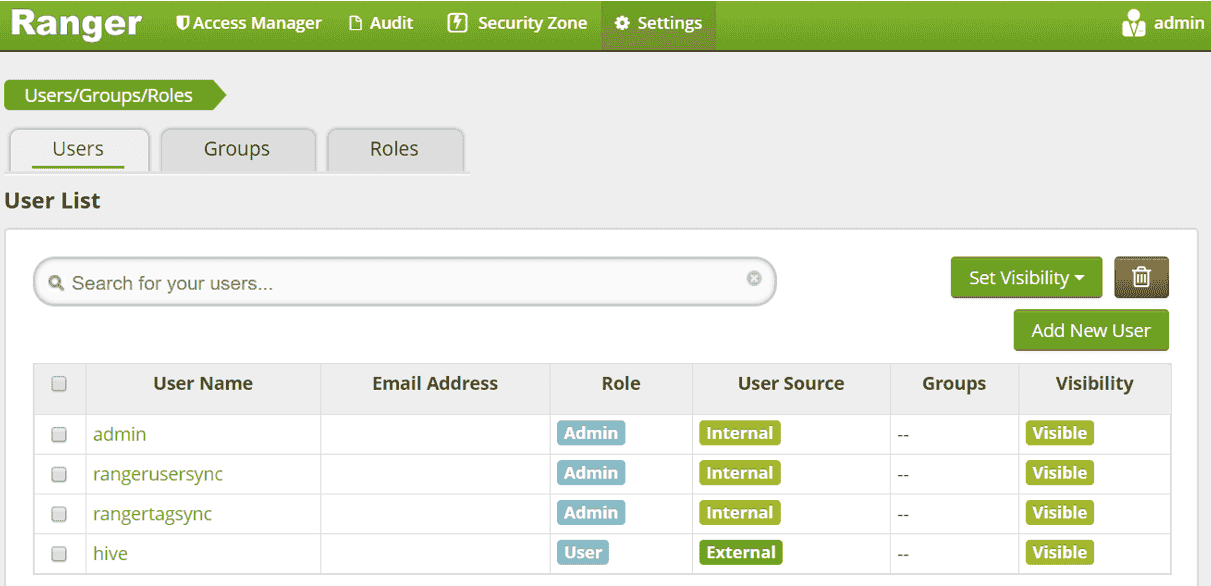 Ranger Access Manager Audit Security Zone Settings admin
Users/Groups/Roles
Users Groups Roles
User List
Search for your users... Set Visibility
Add New User
User Name Email Address Role User Source Groups Visibility
admin Admin Internal -- Visible
rangerusersync Admin Internal -- Visible
rangertagsync Admin Internal -- Visible
hive User External -- Visible